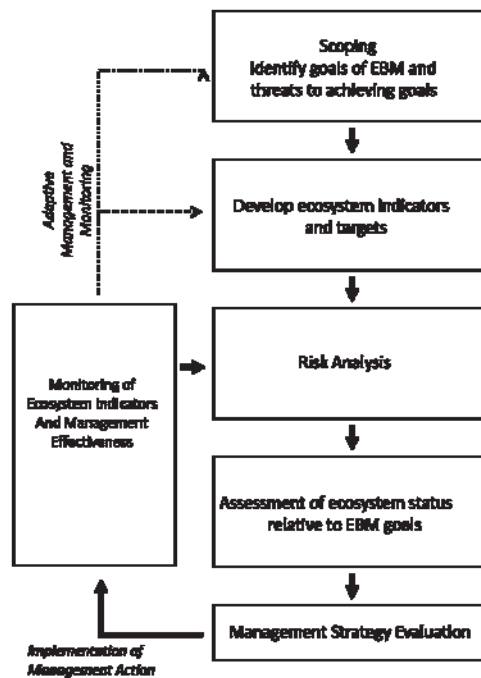 Scoping
Identify goals of EBM and
threats to achieving goals
Adaptive
Management and
Monitoring
Develop ecosystem indicators
and targets
Risk Analysis
Monitoring of
Ecosystem Indicators
And Management
Effectiveness
Assessment of ecosystem status
relative to EBM goals
Management Strategy Evaluation
Implementation of
Management Action